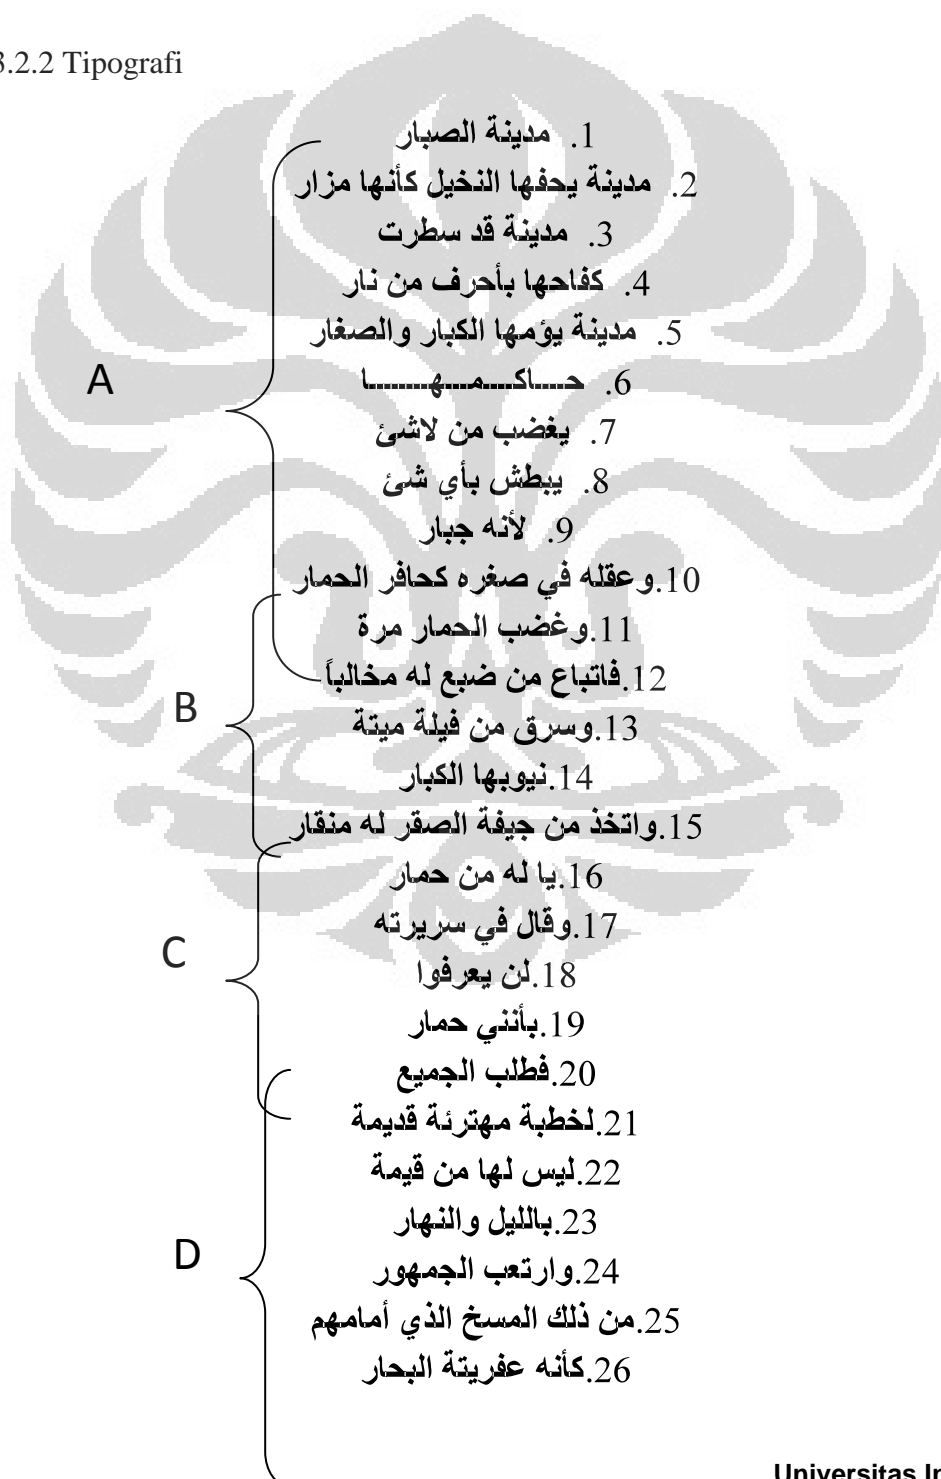 3.2.2 Tipografi
1. مدينة الصبار
2. مدينة يحفها النخيل كأنها مزار
3. مدينة قد سطرت
4. كفاحها بأحرف من نار
5. مدينة يؤمها الكبار والصغار
A
6. حـــاكـــمـــهـــا
7. يغضب من لاشئ
8. يبطش بأي شئ
9. لأنه جبار
10.وعقله في صغره كحافر الحمار
11.وغضب الحمار مرة
12.فاتباع من ضبع له مخالباً
B
13.وسرق من فيلة ميتة
14.نيوبها الكبار
15.واتخذ من جيفة الصقر له منقار
16.يا له من حمار
17.وقال في سريرته
C
18.لن يعرفوا
19.بأنني حمار
20.فطلب الجميع
21.لخطبة مهترئة قديمة
22.ليس لها من قيمة
23.بالليل والنهار
D
24.وارتعب الجمهور
25.من ذلك المسخ الذي أمامهم
26.كأنه عفريتة البحار
Universitas